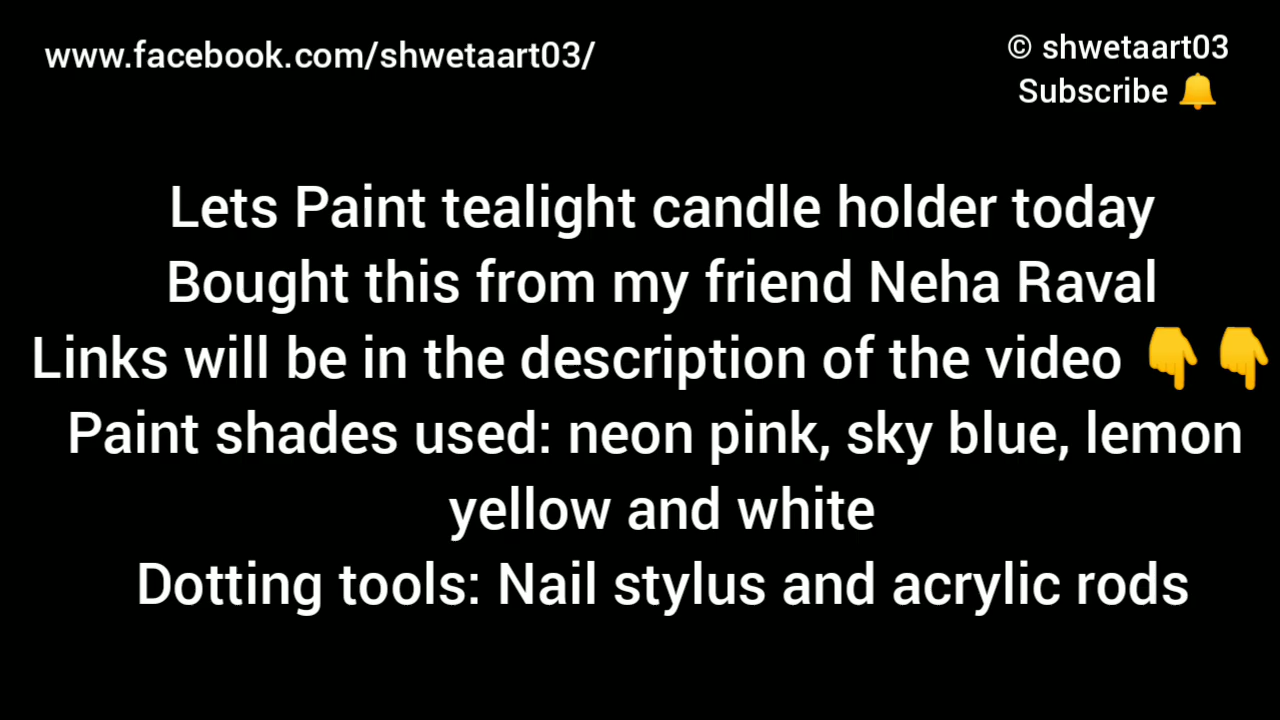 www.facebook.com/shwetaart03/
© shwetaart03
Subscribe 🔔
Lets Paint tealight candle holder today
Bought this from my friend Neha Raval
Links will be in the description of the video 👇👇
Paint shades used: neon pink, sky blue, lemon
yellow and white
Dotting tools: Nail stylus and acrylic rods